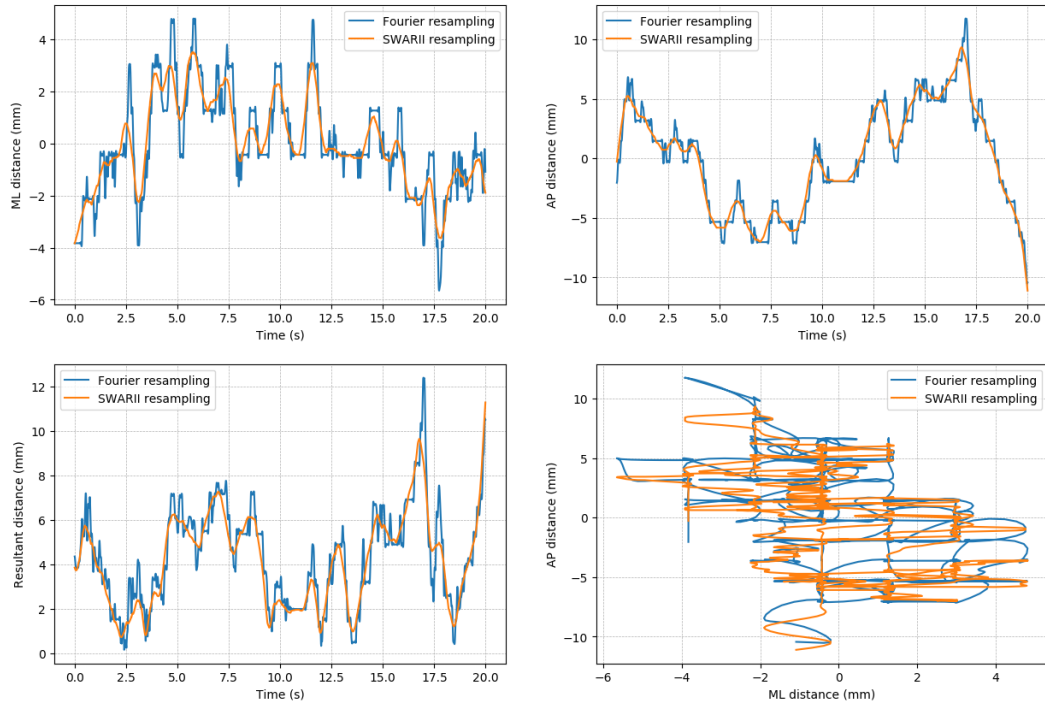 ML distance (mm)
4
2
0
−2
−4
−6
Fourier resampling
SWARII resampling
0.0 2.5 5.0 7.5 10.0 12.5 15.0 17.5 20.0
Time (s)
AP distance (mm)
10
5
0
−5
−10
Fourier resampling
SWARII resampling
0.0 2.5 5.0 7.5 10.0 12.5 15.0 17.5 20.0
Time (s)
Resultant distance (mm)
12
10
8
6
4
2
0
Fourier resampling
SWARII resampling
0.0 2.5 5.0 7.5 10.0 12.5 15.0 17.5 20.0
Time (s)
AP distance (mm)
10
5
0
−5
−10
Fourier resampling
SWARII resampling
−6 −4 −2 0 2 4
ML distance (mm)